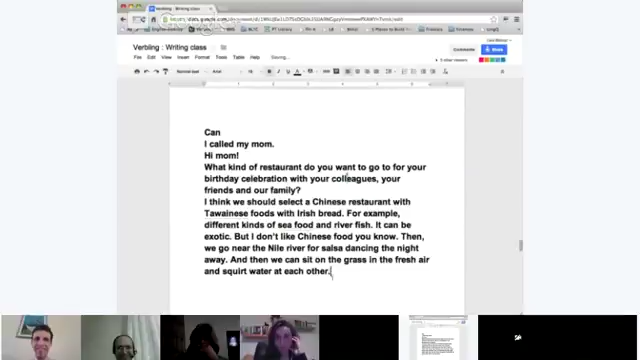 Verbling : Writing class
Verbling : Writing class
File Edit View Insert Format Tools Table Help Saving...
Comments Share
Can
I called my mom.
Hi mom!
What kind of restaurant do you want to go to for your
birthday celebration with your colleagues, your
friends and our family?
I think we should select a Chinese restaurant with
Tawainese foods with Irish bread. For example,
different kinds of sea food and river fish. It can be
exotic. But I don't like Chinese food you know. Then,
we go near the Nile river for salsa dancing the night
away. And then we can sit on the grass in the fresh air
and squirt water at each other.